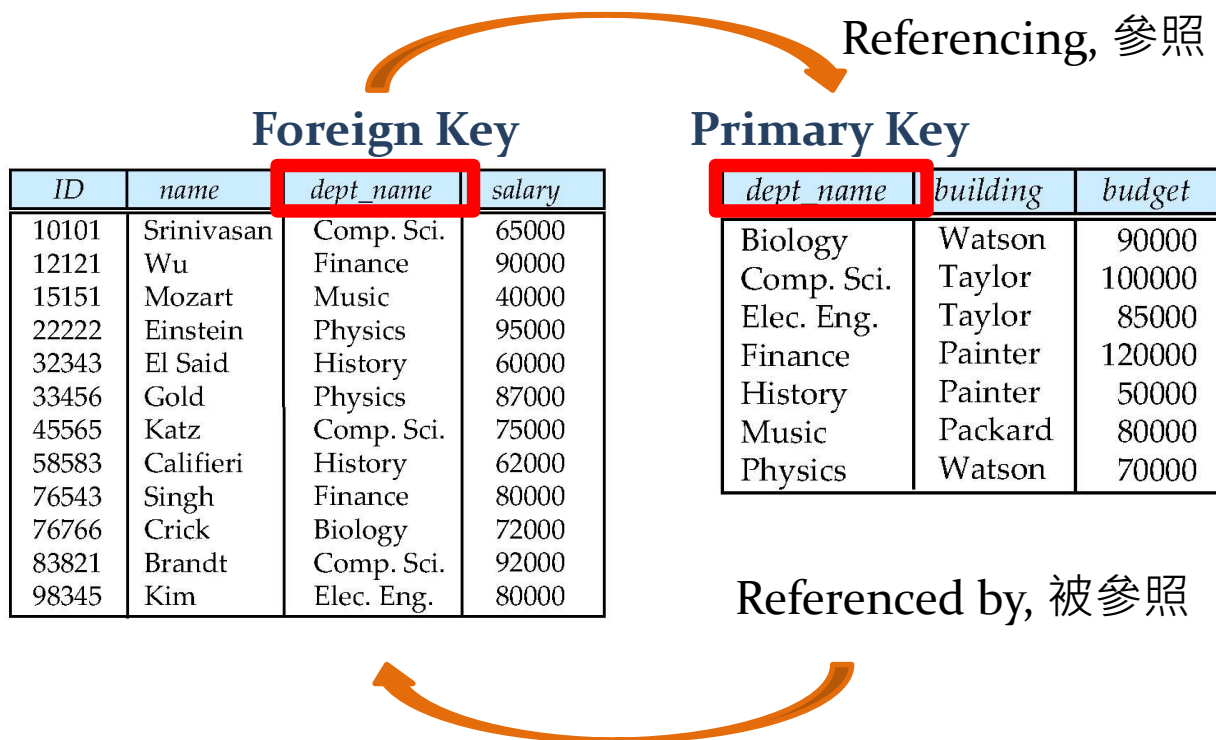 Referencing, 參照
Foreign Key
Primary Key
ID name dept_name salary
10101 Srinivasan Comp. Sci. 65000
12121 Wu Finance 90000
15151 Mozart Music 40000
22222 Einstein Physics 95000
32343 El Said History 60000
33456 Gold Physics 87000
45565 Katz Comp. Sci. 75000
58583 Califieri History 62000
76543 Singh Finance 80000
76766 Crick Biology 72000
83821 Brandt Comp. Sci. 92000
98345 Kim Elec. Eng. 80000
dept_name building budget
Biology Watson 90000
Comp. Sci. Taylor 100000
Elec. Eng. Taylor 85000
Finance Painter 120000
History Painter 50000
Music Packard 80000
Physics Watson 70000
Referenced by, 被參照